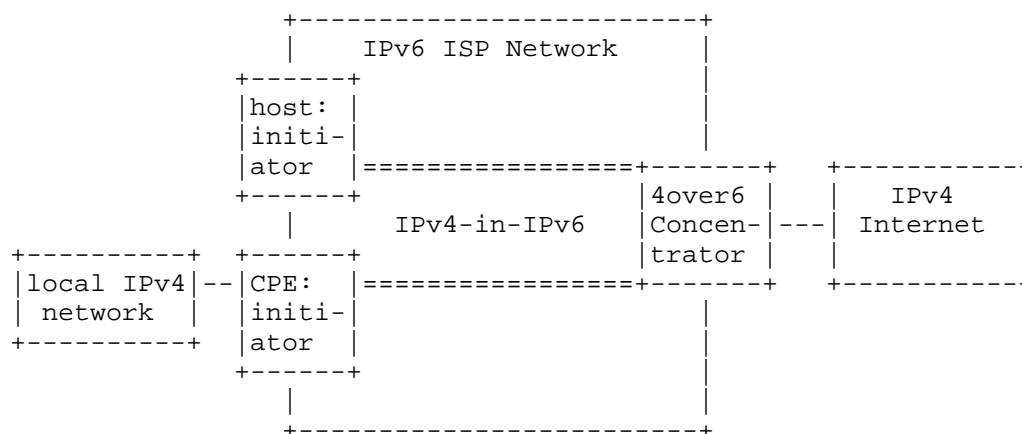 IPv6 ISP Network
host:
initi-
ator
4over6
Concen-
trator
IPv4
Internet
IPv4-in-IPv6
local IPv4
network
CPE:
initi-
ator